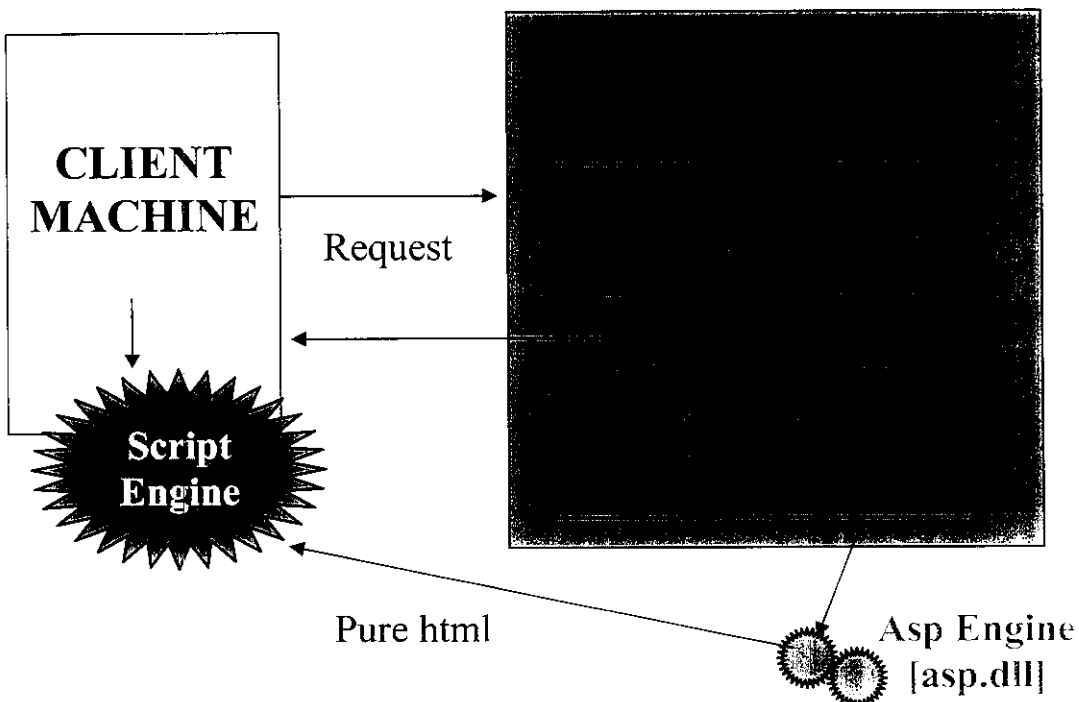 CLIENT
MACHINE
Request
Script
Engine
Pure html
Asp Engine
[asp.dll]